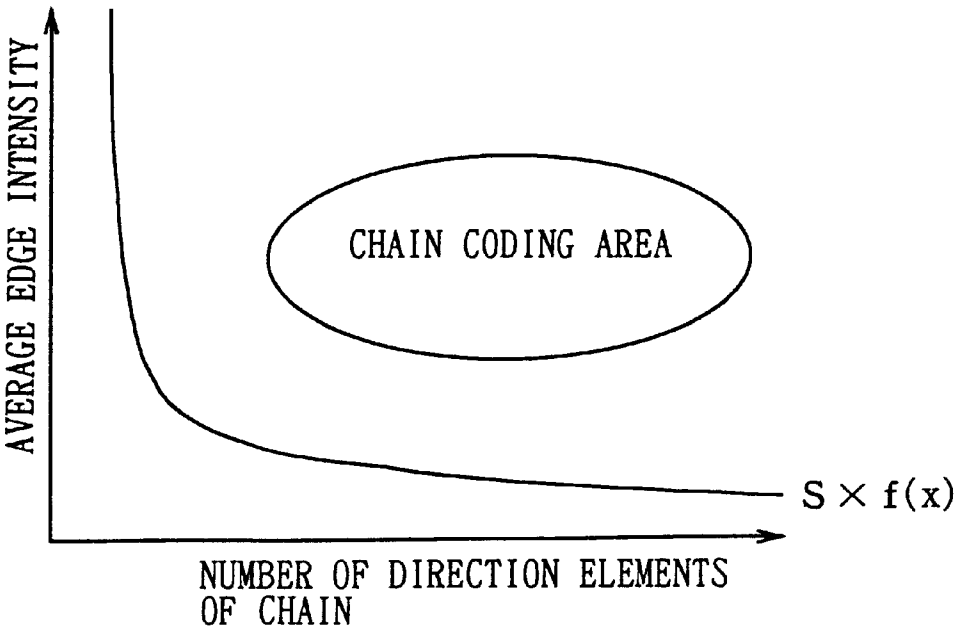 AVERAGE EDGE INTENSITY
CHAIN CODING AREA
S × f(x)
NUMBER OF DIRECTION ELEMENTS
OF CHAIN